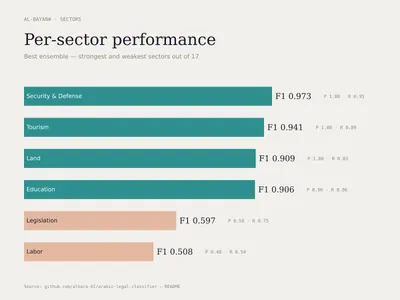 AL-BAYAN# · SECTORS
Per-sector performance
Best ensemble — strongest and weakest sectors out of 17
Security & Defense F1 0.973 P 1.00 · R 0.95
Tourism F1 0.941 P 1.00 · R 0.89
Land F1 0.909 P 1.00 · R 0.83
Education F1 0.906 P 0.96 · R 0.86
Legislation F1 0.597 P 0.50 · R 0.75
Labor F1 0.508 P 0.48 · R 0.54
Source: github.com/albara-AI/arabic-legal-classifier — README